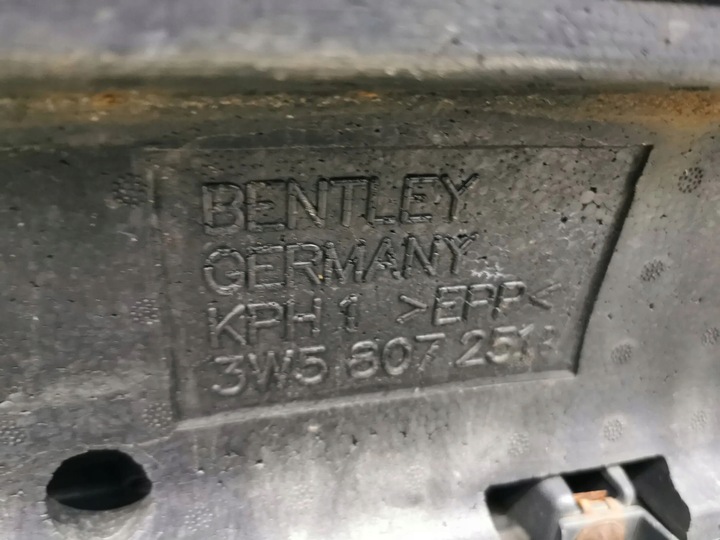 BENTLEY
GERMANY
KPH 1 >EPP<
3W5 807 251